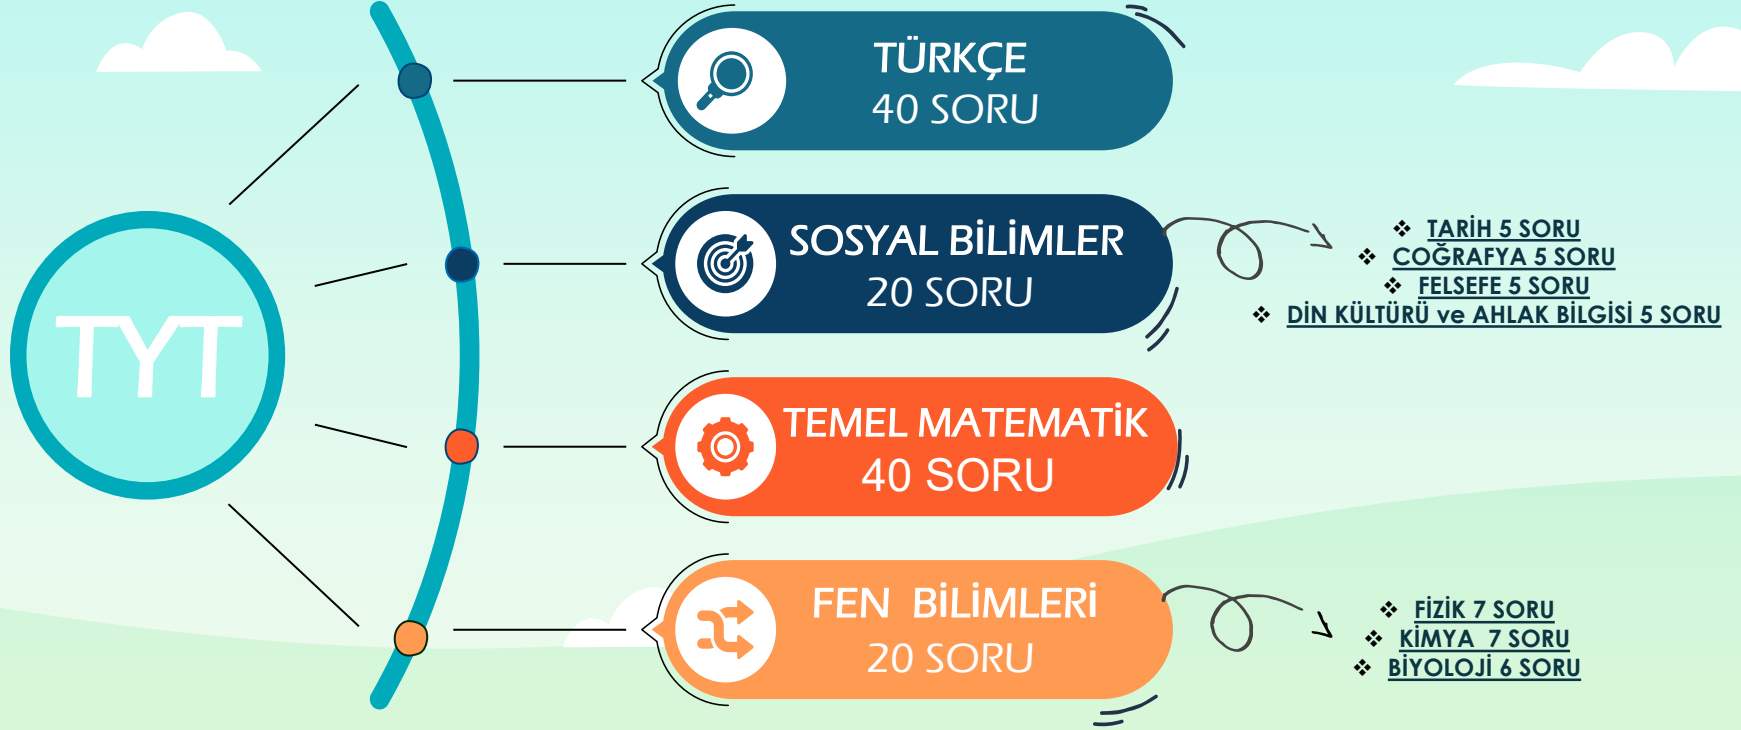 TYT
TÜRKÇE
40 SORU
SOSYAL BİLİMLER
20 SORU
TARİH 5 SORU
COĞRAFYA 5 SORU
FELSEFE 5 SORU
DİN KÜLTÜRÜ ve AHLAK BİLGİSİ 5 SORU
TEMEL MATEMATİK
40 SORU
FEN BİLİMLERİ
20 SORU
FİZİK 7 SORU
KİMYA 7 SORU
BİYOLOJİ 6 SORU